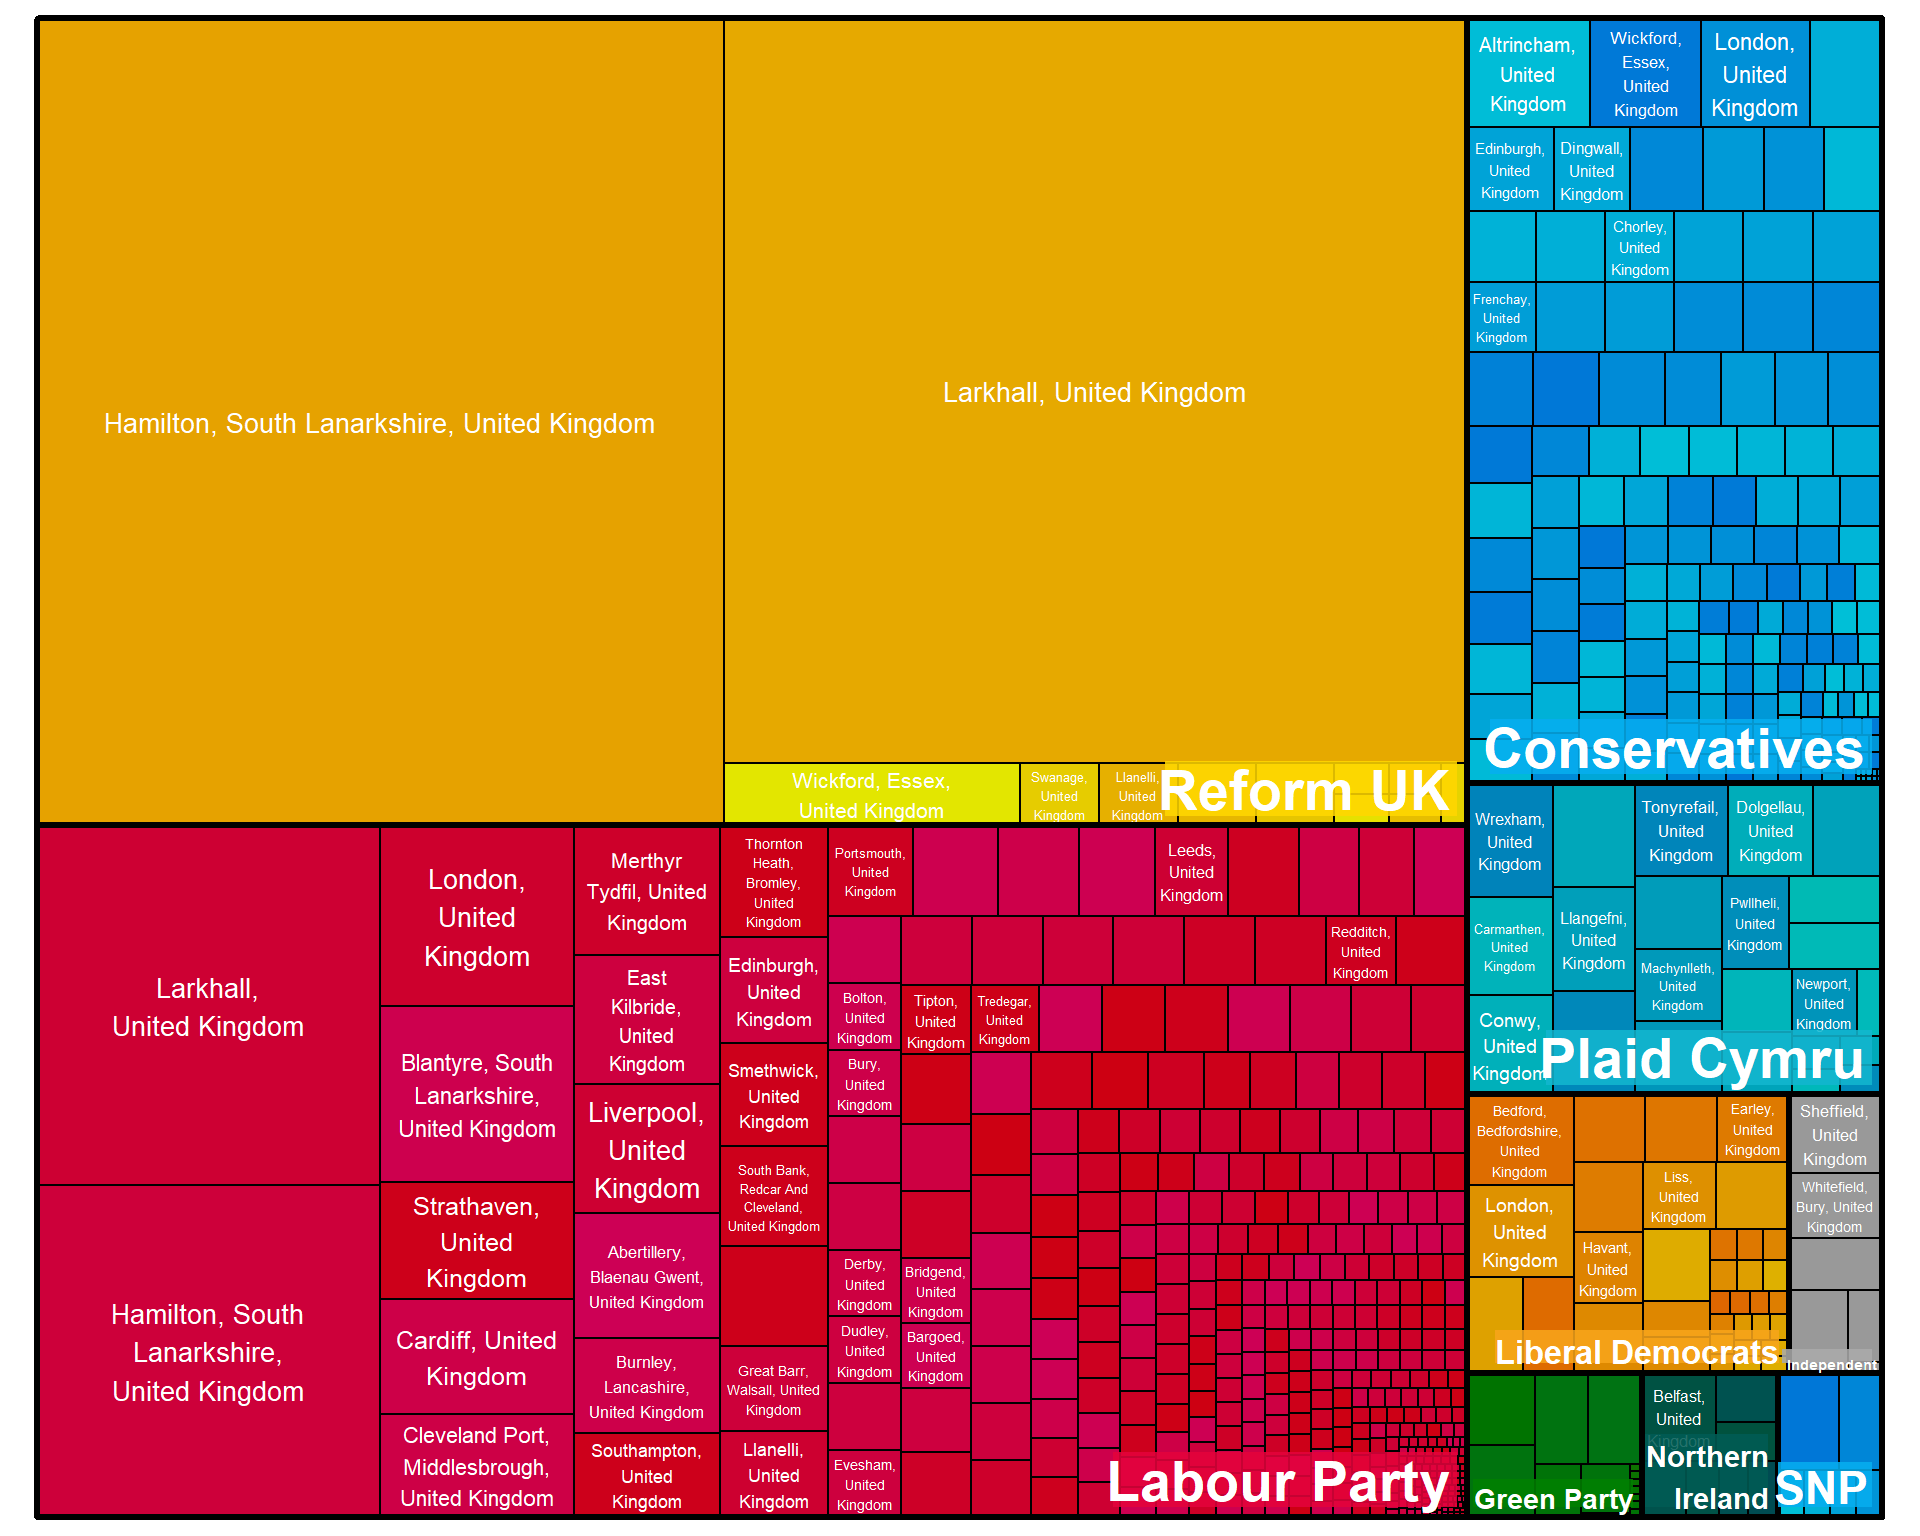 Hamilton, South Lanarkshire, United Kingdom
Larkhall, United Kingdom
Wickford, Essex,
United Kingdom
Swanage,
United
Kingdom
Llanelli,
United
Kingdom
Reform UK
Altrincham,
United
Kingdom
Wickford,
Essex,
United
Kingdom
London,
United
Kingdom
Edinburgh,
United
Kingdom
Dingwall,
United
Kingdom
Chorley,
United
Kingdom
Frenchay,
United
Kingdom
Conservatives
Larkhall,
United Kingdom
Hamilton, South
Lanarkshire,
United Kingdom
London,
United
Kingdom
Blantyre, South
Lanarkshire,
United Kingdom
Strathaven,
United
Kingdom
Cardiff, United
Kingdom
Cleveland Port,
Middlesbrough,
United Kingdom
Merthyr
Tydfil, United
Kingdom
East
Kilbride,
United
Kingdom
Liverpool,
United
Kingdom
Abertillery,
Blaenau Gwent,
United Kingdom
Burnley,
Lancashire,
United Kingdom
Southampton,
United
Kingdom
Thornton
Heath,
Bromley,
United
Kingdom
Edinburgh,
United
Kingdom
Smethwick,
United
Kingdom
South Bank,
Redcar And
Cleveland,
United Kingdom
Great Barr,
Walsall, United
Kingdom
Llanelli,
United
Kingdom
Portsmouth,
United
Kingdom
Leeds,
United
Kingdom
Redditch,
United
Kingdom
Bolton,
United
Kingdom
Tipton,
United
Kingdom
Tredegar,
United
Kingdom
Bury,
United
Kingdom
Derby,
United
Kingdom
Bridgend,
United
Kingdom
Dudley,
United
Kingdom
Bargoed,
United
Kingdom
Evesham,
United
Kingdom
Labour Party
Wrexham,
United
Kingdom
Tonyrefail,
United
Kingdom
Dolgellau,
United
Kingdom
Carmarthen,
United
Kingdom
Llangefni,
United
Kingdom
Pwllheli,
United
Kingdom
Machynlleth,
United
Kingdom
Newport,
United
Kingdom
Conwy,
United
Kingdom
Plaid Cymru
Bedford,
Bedfordshire,
United
Kingdom
Earley,
United
Kingdom
London,
United
Kingdom
Liss,
United
Kingdom
Havant,
United
Kingdom
Liberal Democrats
Sheffield,
United
Kingdom
Whitefield,
Bury, United
Kingdom
Independent
Green Party
Belfast,
United
Kingdom
Northern
Ireland
SNP